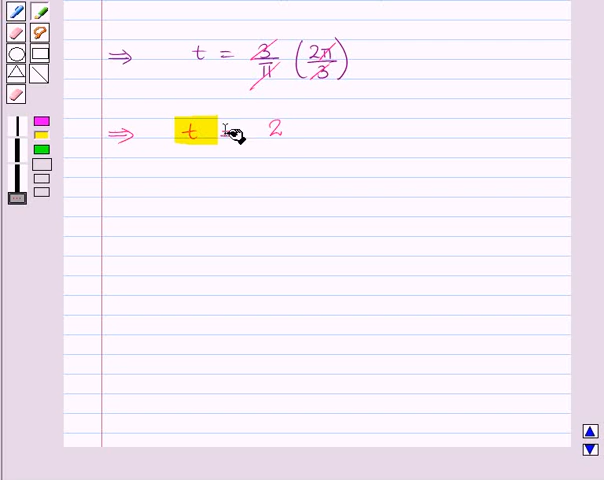 ⇒ t = 3/π (2π/3)
⇒ t = 2